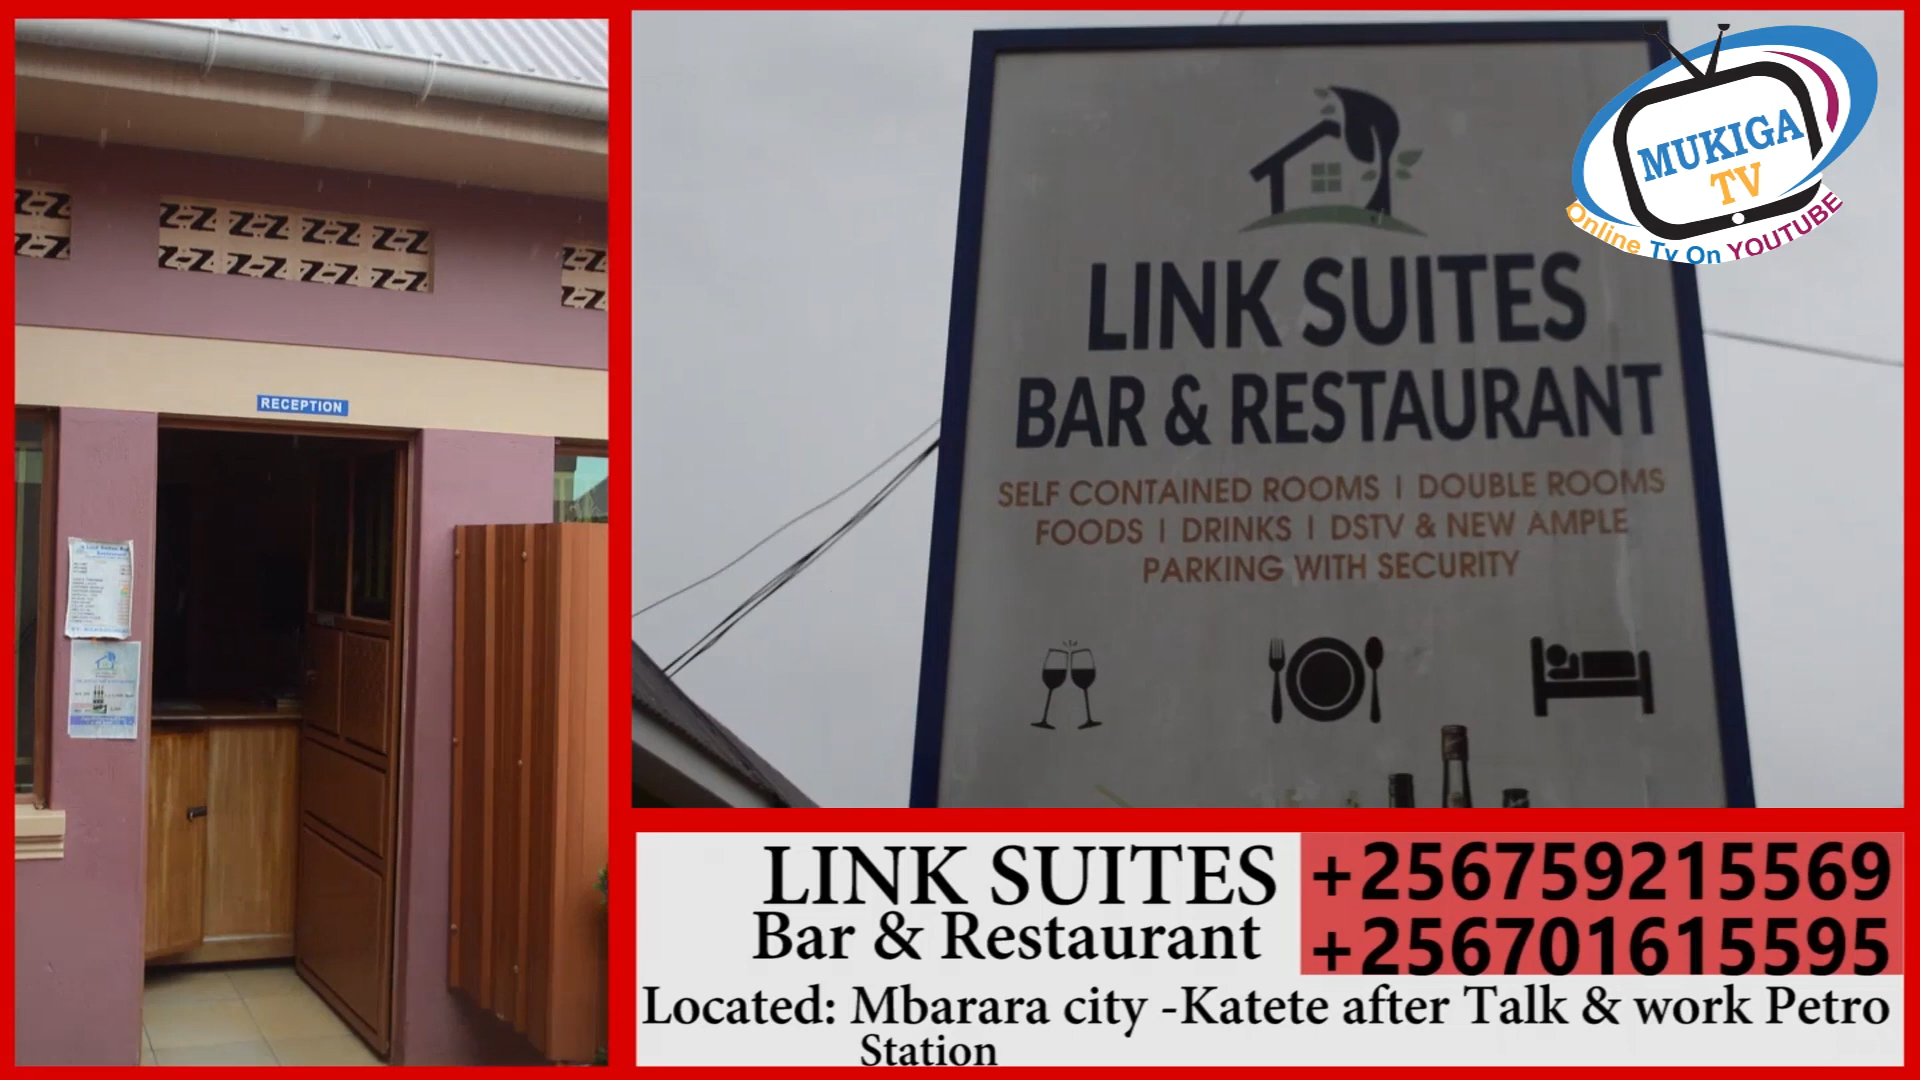 RECEPTION
LINK SUITES
BAR & RESTAURANT
SELF CONTAINED ROOMS | DOUBLE ROOMS
FOODS | DRINKS | DSTV & NEW AMPLE
PARKING WITH SECURITY
MUKIGA
TV
Online Tv On YOUTUBE
LINK SUITES
Bar & Restaurant
+256759215569
+256701615595
Located: Mbarara city -Katete after Talk & work Petro
Station